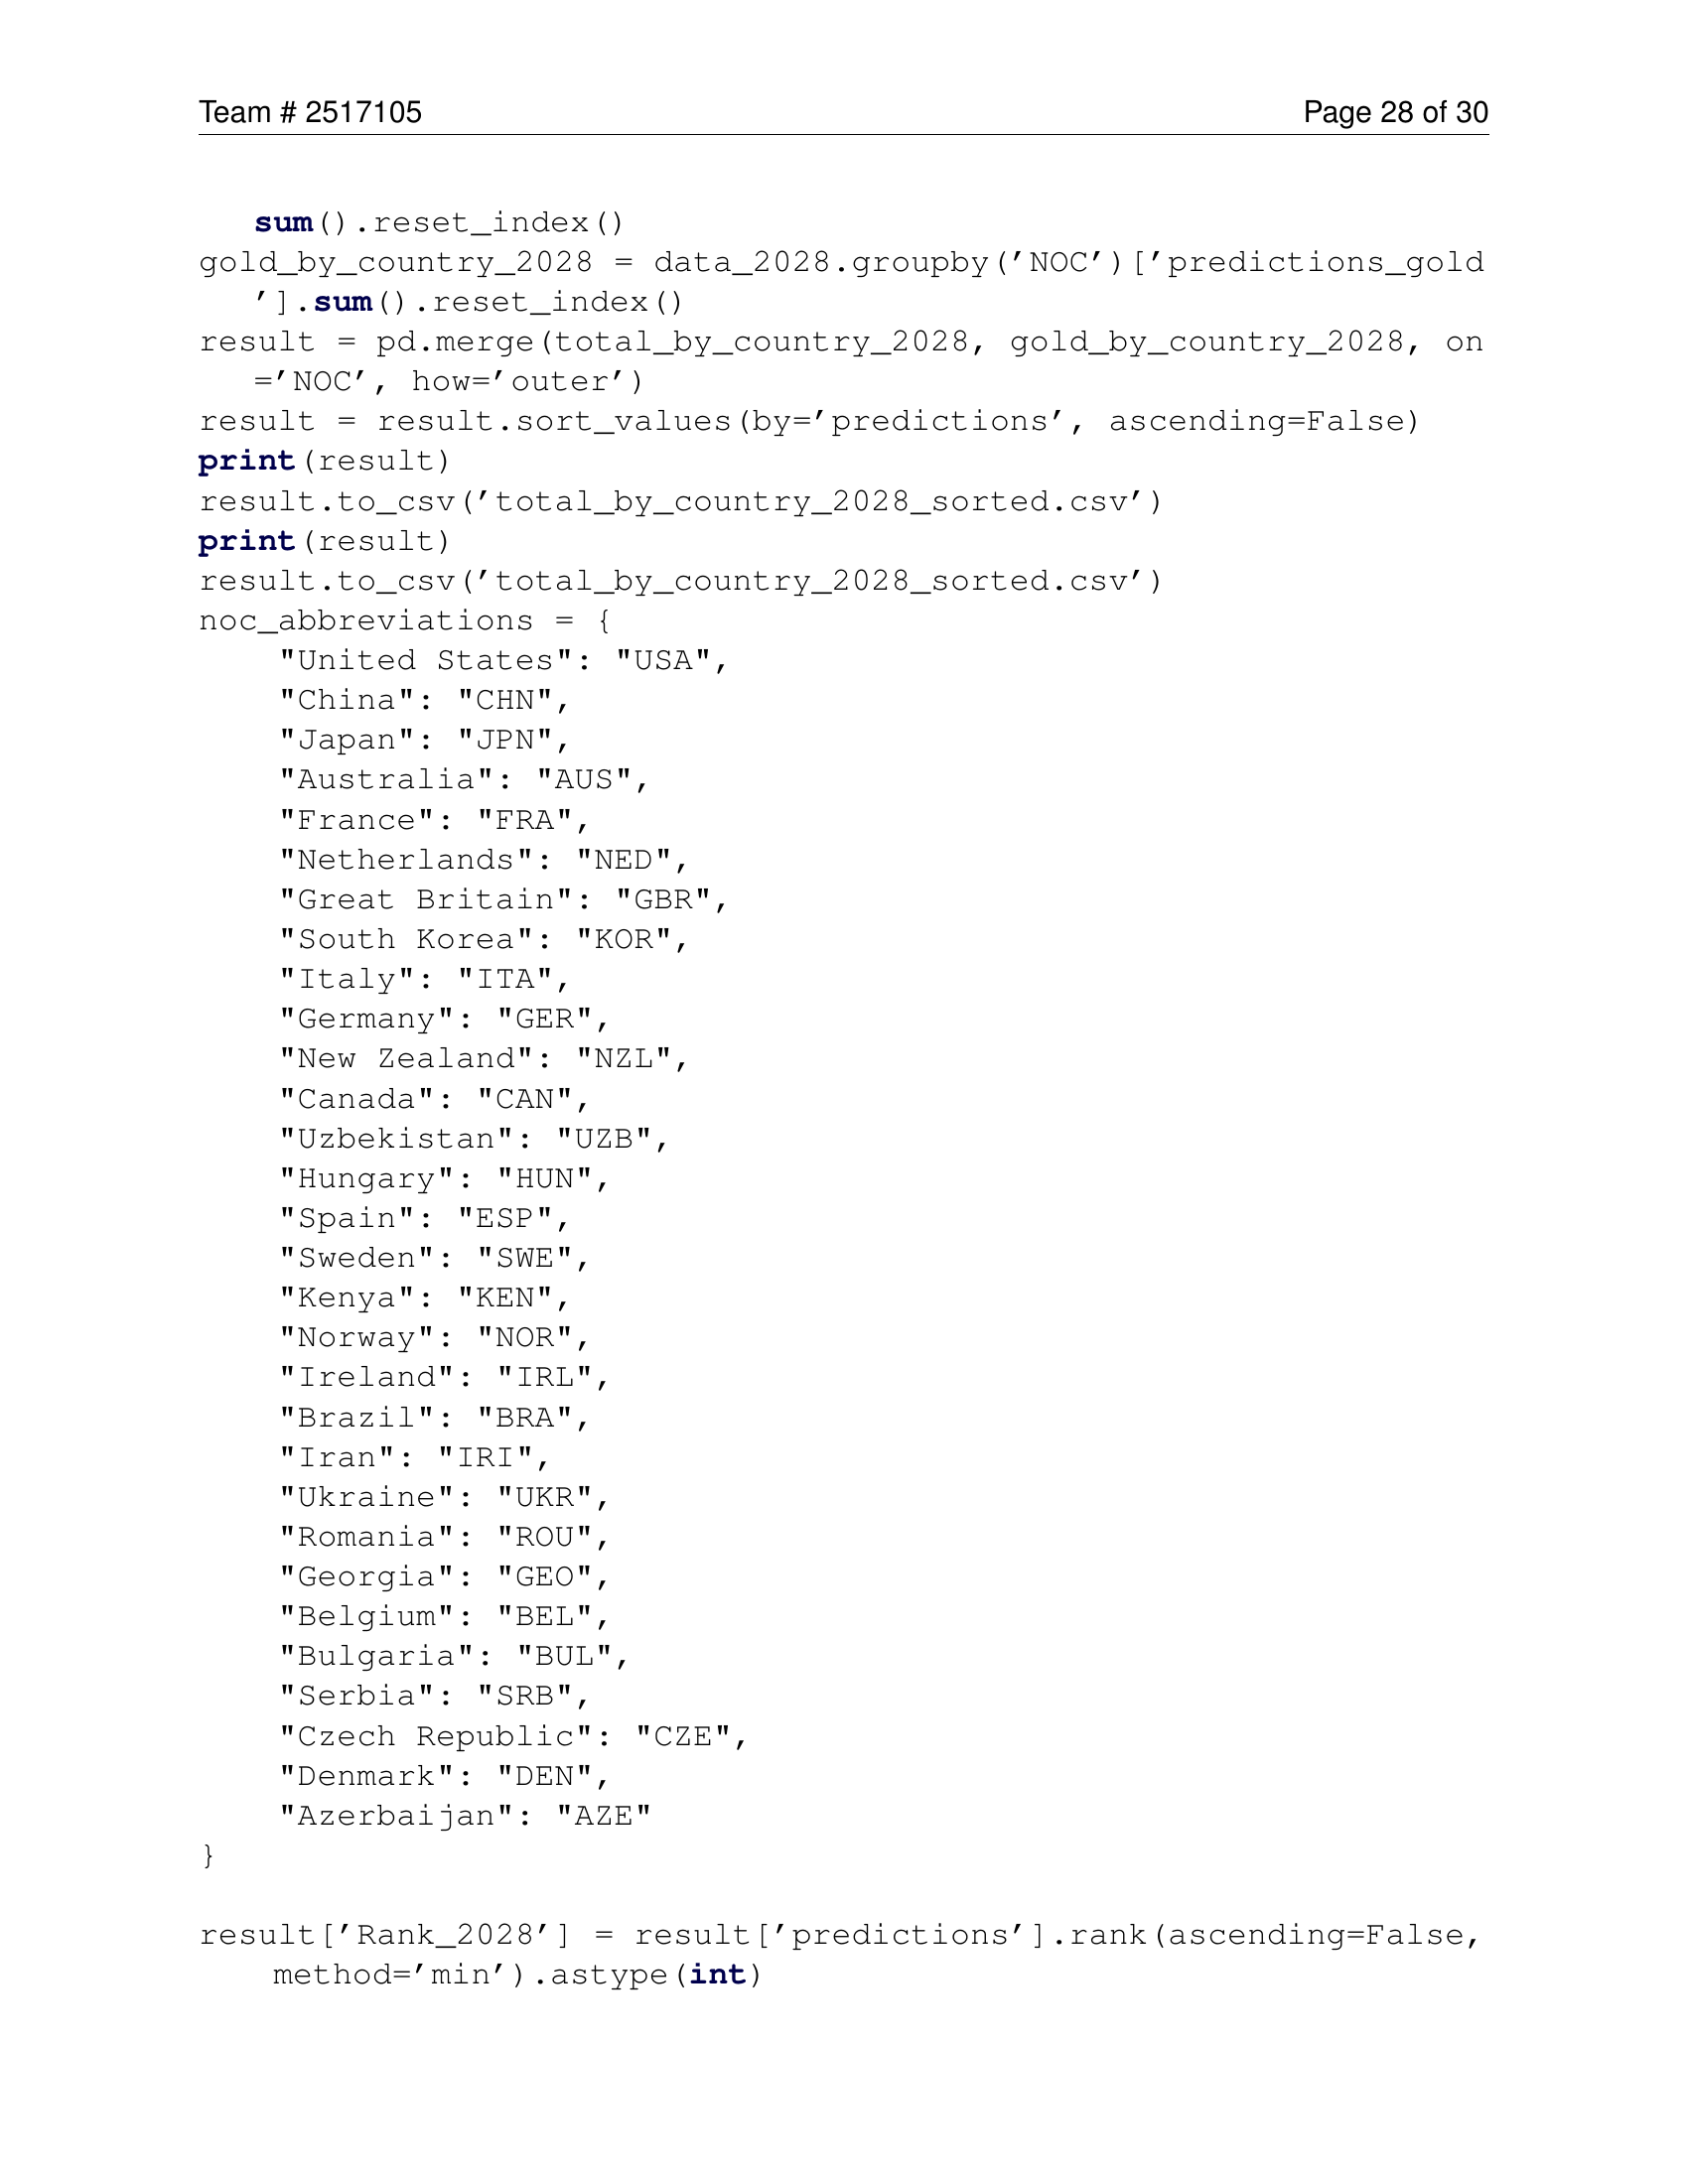 Team # 2517105 Page 28 of 30
sum().reset_index()
gold_by_country_2028 = data_2028.groupby('NOC')['predictions_gold
'].sum().reset_index()
result = pd.merge(total_by_country_2028, gold_by_country_2028, on
='NOC', how='outer')
result = result.sort_values(by='predictions', ascending=False)
print(result)
result.to_csv('total_by_country_2028_sorted.csv')
print(result)
result.to_csv('total_by_country_2028_sorted.csv')
noc_abbreviations = {
"United States": "USA",
"China": "CHN",
"Japan": "JPN",
"Australia": "AUS",
"France": "FRA",
"Netherlands": "NED",
"Great Britain": "GBR",
"South Korea": "KOR",
"Italy": "ITA",
"Germany": "GER",
"New Zealand": "NZL",
"Canada": "CAN",
"Uzbekistan": "UZB",
"Hungary": "HUN",
"Spain": "ESP",
"Sweden": "SWE",
"Kenya": "KEN",
"Norway": "NOR",
"Ireland": "IRL",
"Brazil": "BRA",
"Iran": "IRI",
"Ukraine": "UKR",
"Romania": "ROU",
"Georgia": "GEO",
"Belgium": "BEL",
"Bulgaria": "BUL",
"Serbia": "SRB",
"Czech Republic": "CZE",
"Denmark": "DEN",
"Azerbaijan": "AZE"
}
result['Rank_2028'] = result['predictions'].rank(ascending=False,
method='min').astype(int)